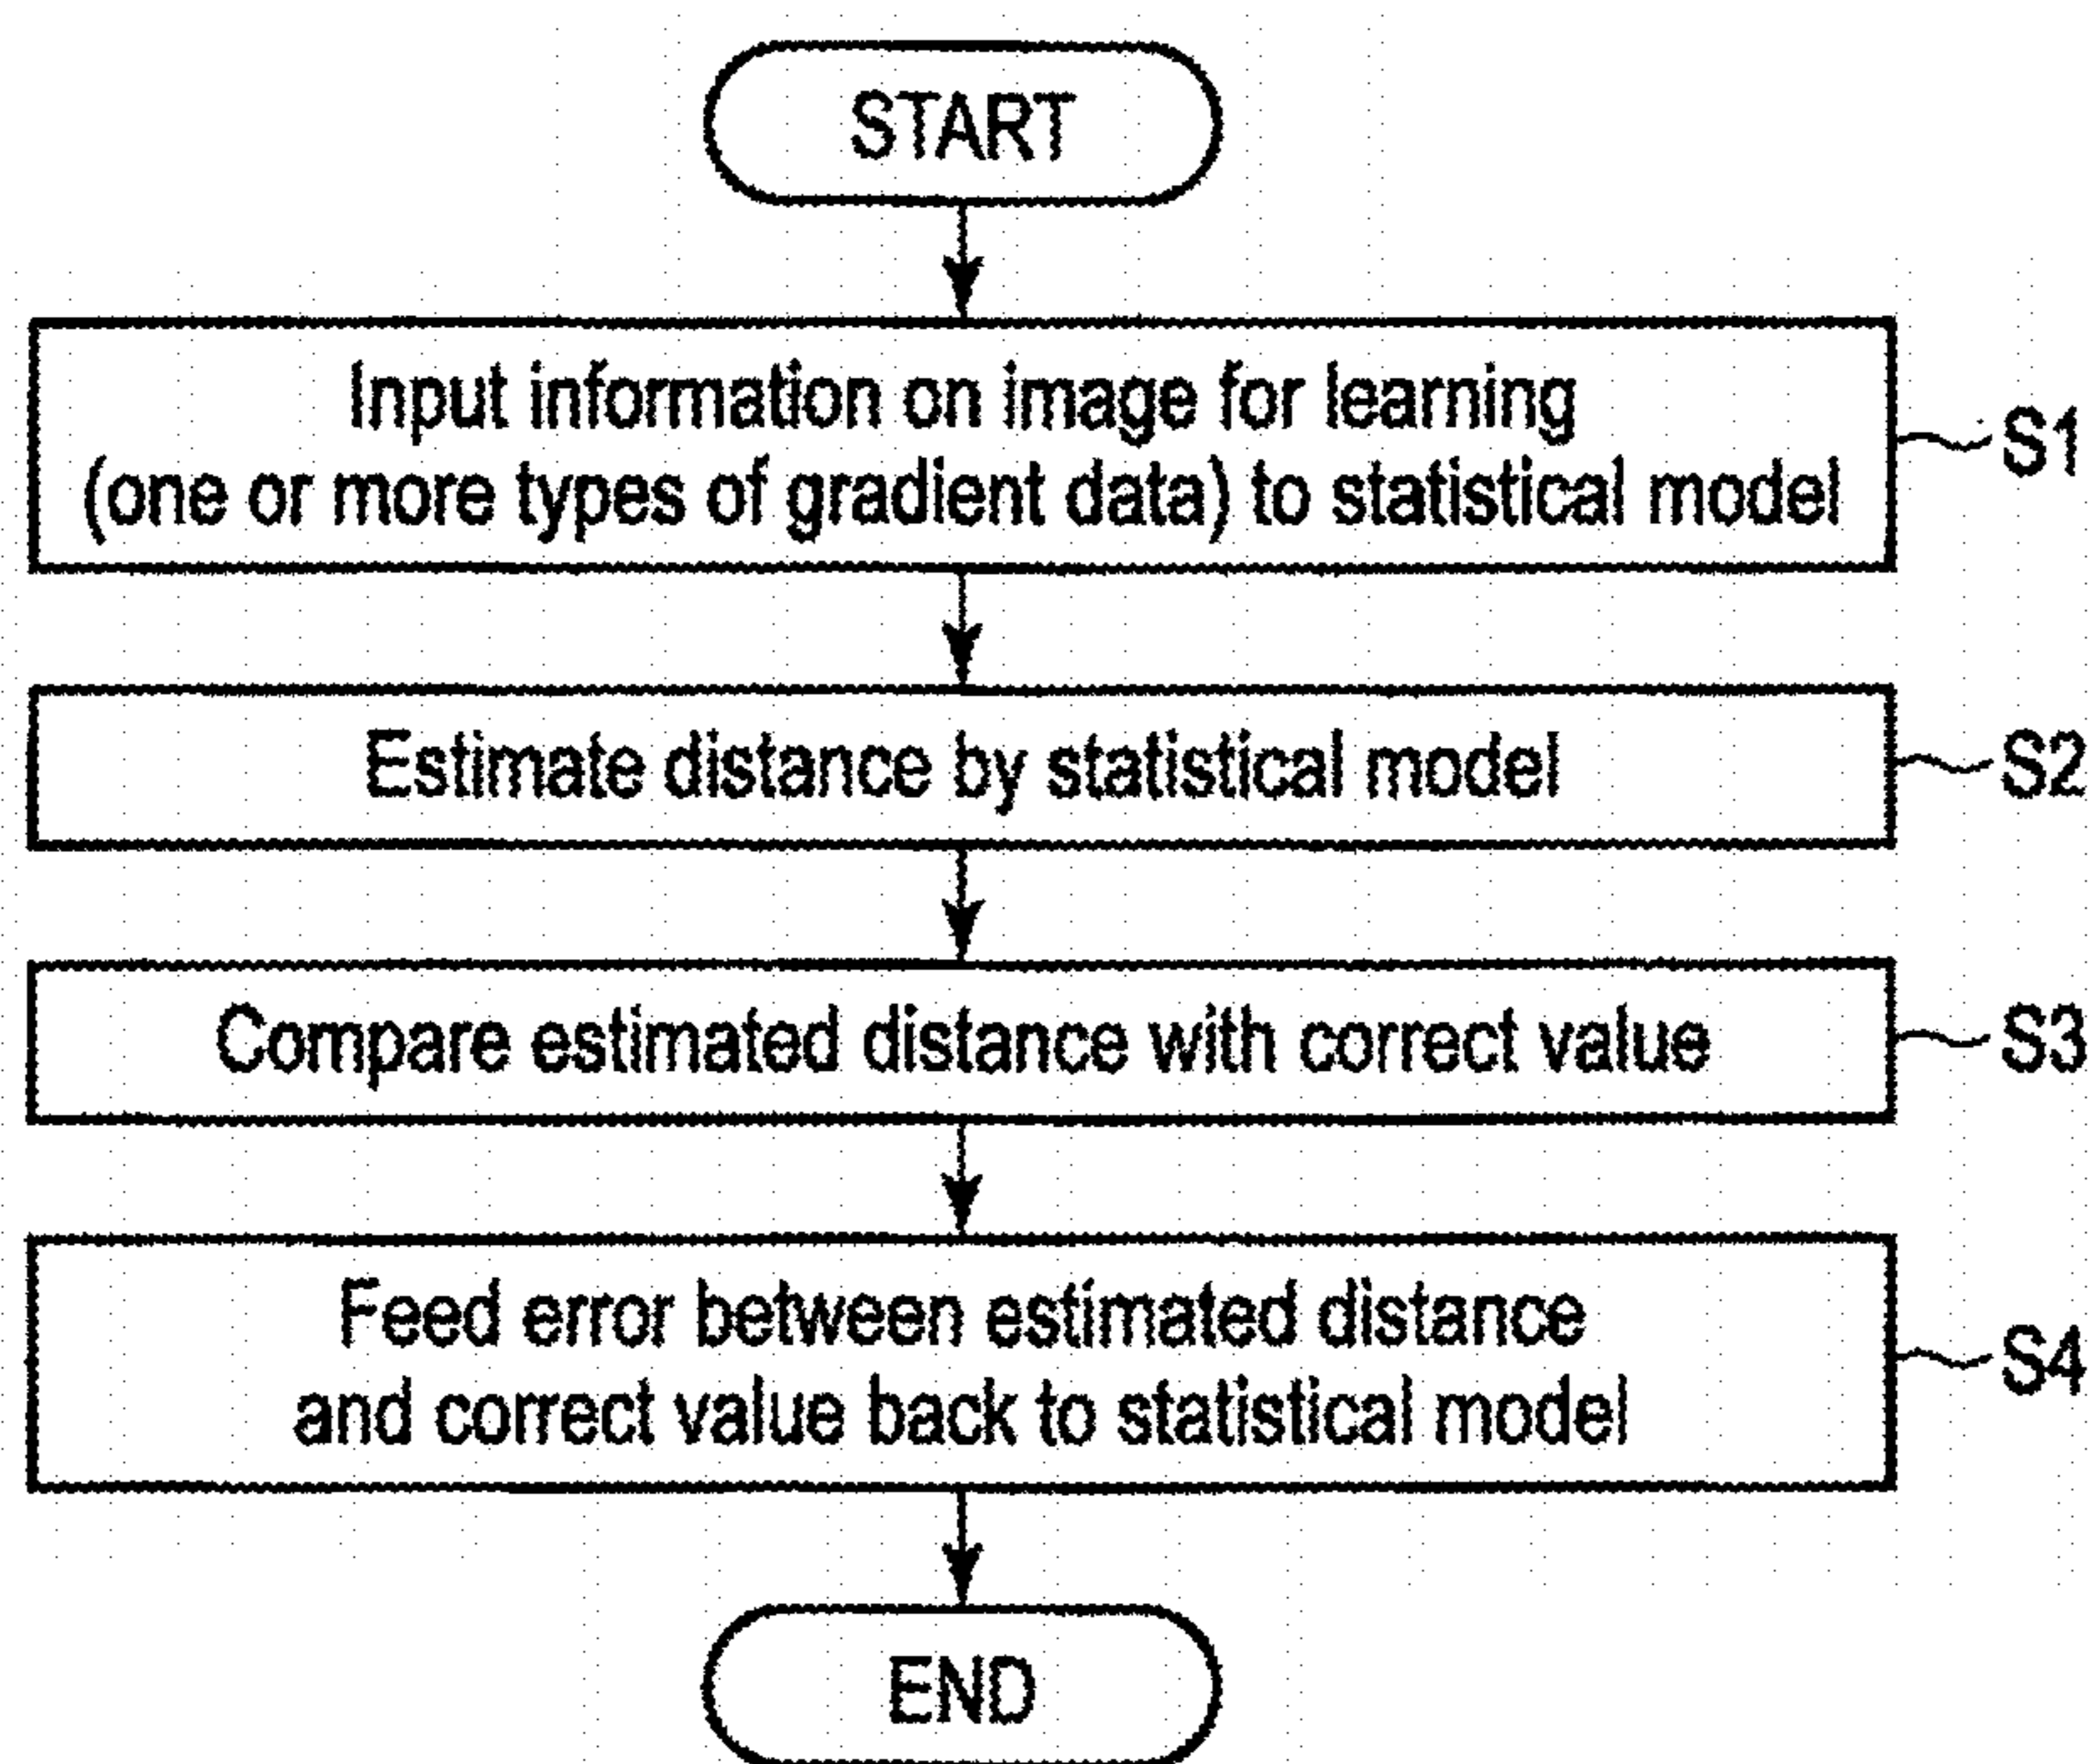 START
Input information on image for learning
(one or more types of gradient data) to statistical model
S1
Estimate distance by statistical model
S2
Compare estimated distance with correct value
S3
Feed error between estimated distance
and correct value back to statistical model
S4
END